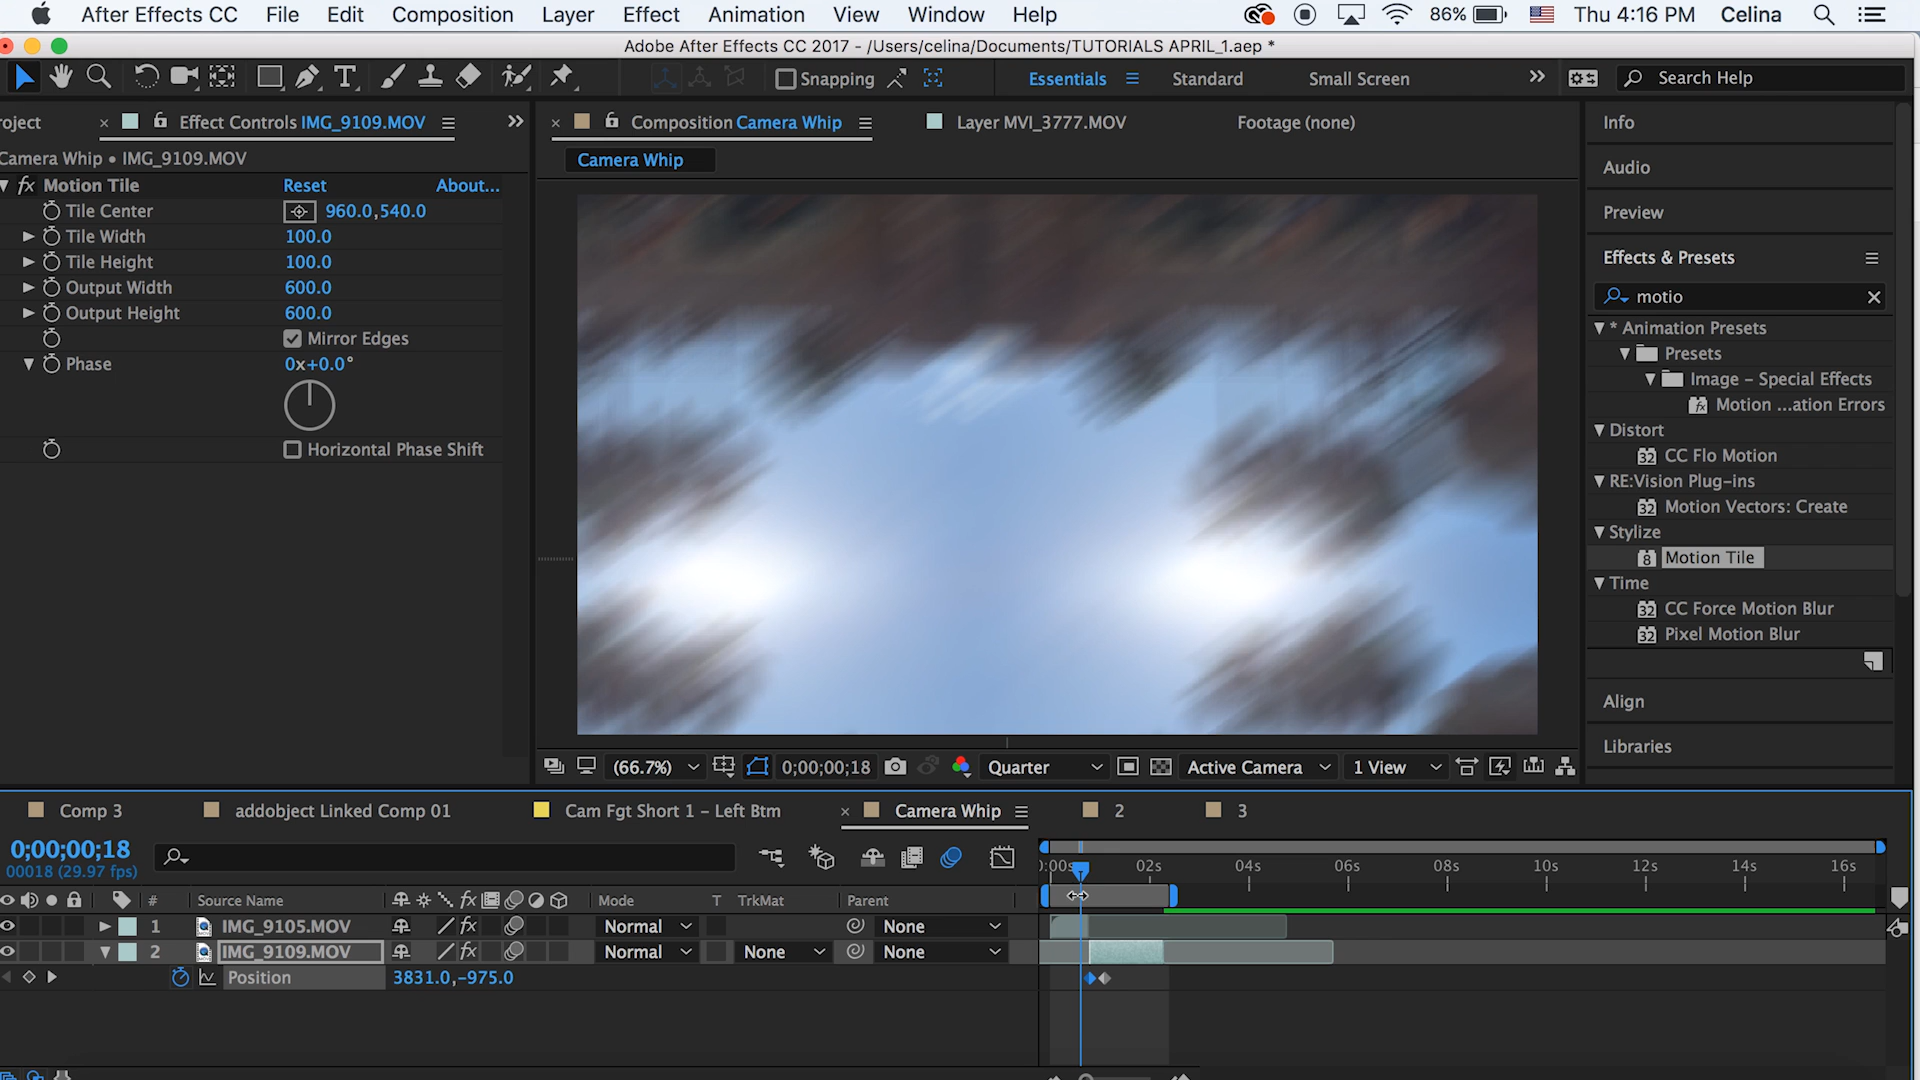 After Effects CC File Edit Composition Layer Effect Animation View Window Help 86% Thu 4:16 PM Celina
Adobe After Effects CC 2017 - /Users/celina/Documents/TUTORIALS APRIL_1.aep *
Snapping Essentials Standard Small Screen Search Help
roject Effect Controls IMG_9109.MOV Composition Camera Whip Layer MVI_3777.MOV Footage (none)
Camera Whip • IMG_9109.MOV
Camera Whip
fx Motion Tile Reset About...
Tile Center 960.0,540.0
Tile Width 100.0
Tile Height 100.0
Output Width 600.0
Output Height 600.0
Mirror Edges
Phase 0x+0.0°
Horizontal Phase Shift
Info
Audio
Preview
Effects & Presets
motio
* Animation Presets
Presets
Image - Special Effects
Motion ...ation Errors
Distort
32 CC Flo Motion
RE:Vision Plug-ins
32 Motion Vectors: Create
Stylize
8 Motion Tile
Time
32 CC Force Motion Blur
32 Pixel Motion Blur
Align
Libraries
(66.7%) 0;00;00;18 Quarter Active Camera 1 View
Comp 3 addobject Linked Comp 01 Cam Fgt Short 1 - Left Btm Camera Whip 2 3
0;00;00;18
00018 (29.97 fps)
0:00s 02s 04s 06s 08s 10s 12s 14s 16s
# Source Name fx Mode T TrkMat Parent
1 IMG_9105.MOV fx Normal None
2 IMG_9109.MOV fx Normal None None
Position 3831.0,-975.0